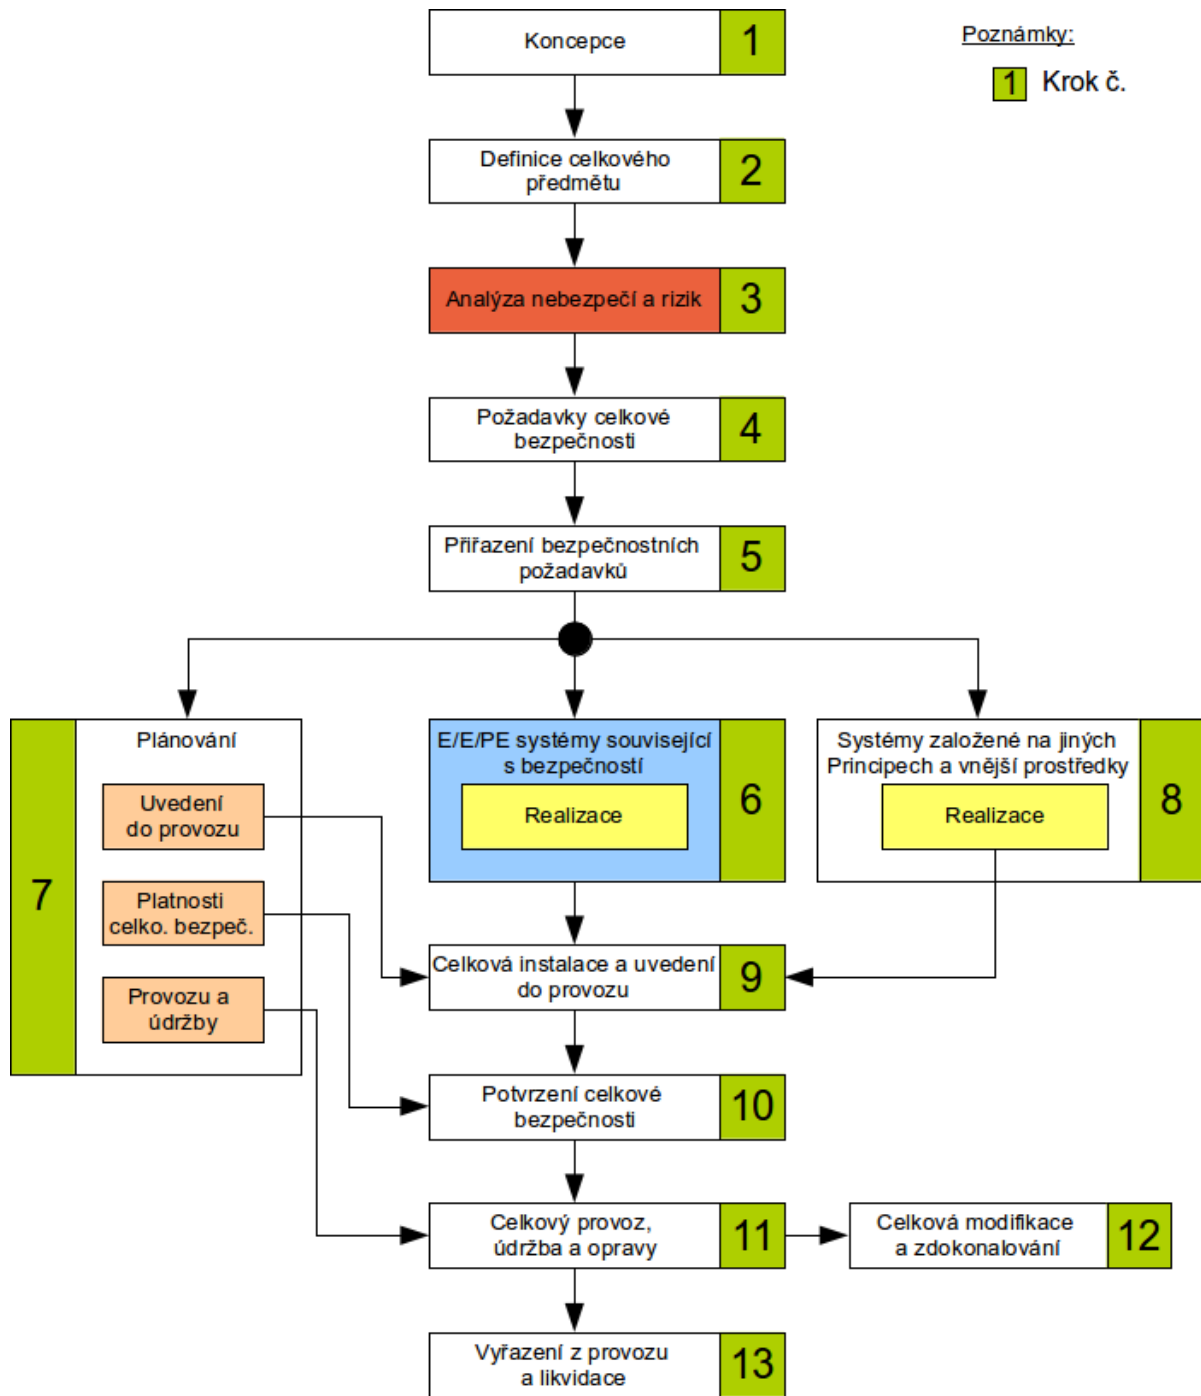 Koncepce
1
Poznámky:
1 Krok č.
Definice celkového
předmětu
2
Analýza nebezpečí a rizik
3
Požadavky celkové
bezpečnosti
4
Přiřazení bezpečnostních
požadavků
5
7
Plánování
Uvedení
do provozu
Platnosti
celko. bezpeč.
Provozu a
údržby
E/E/PE systémy související
s bezpečností
Realizace
6
Systémy založené na jiných
Principech a vnější prostředky
Realizace
8
Celková instalace a uvedení
do provozu
9
Potvrzení celkové
bezpečnosti
10
Celkový provoz,
údržba a opravy
11
Celková modifikace
a zdokonalování
12
Vyřazení z provozu
a likvidace
13